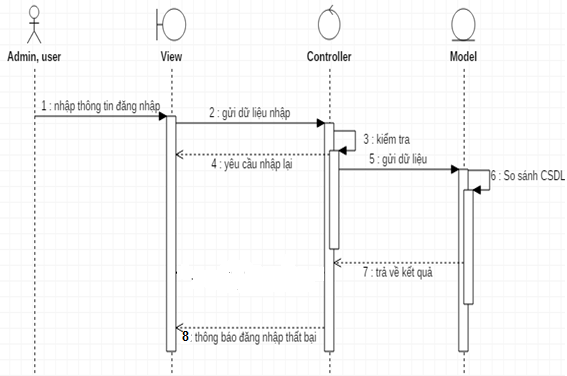 Admin, user
View
Controller
Model
1 : nhập thông tin đăng nhập
2 : gửi dữ liệu nhập
3 : kiểm tra
4 : yêu cầu nhập lại
5 : gửi dữ liệu
6 : So sánh CSDL
7 : trả về kết quả
8 : thông báo đăng nhập thất bại